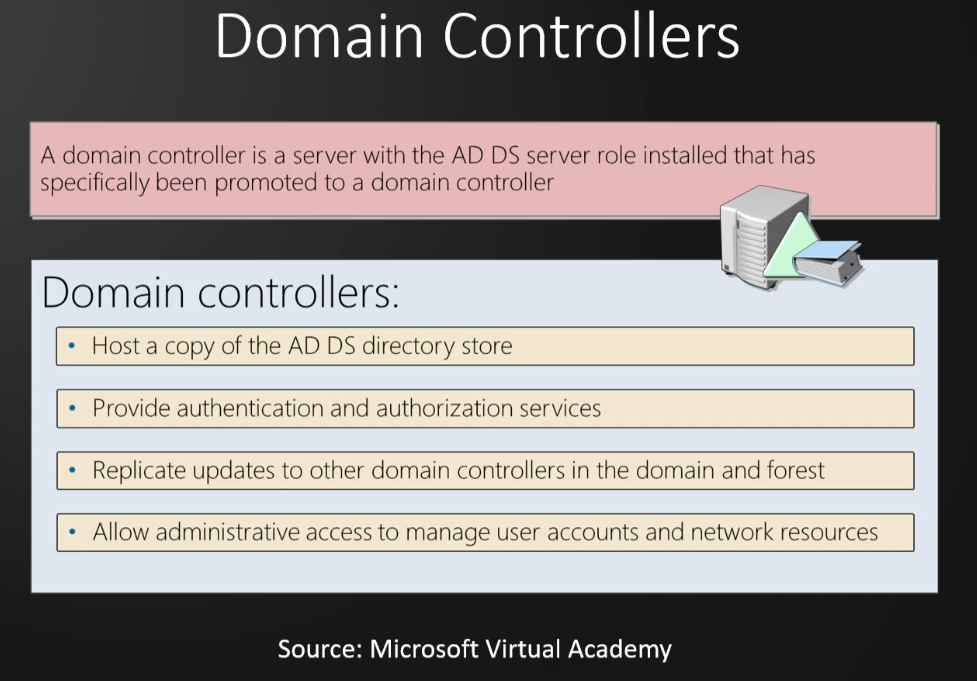 Domain Controllers
A domain controller is a server with the AD DS server role installed that has
specifically been promoted to a domain controller
Domain controllers:
• Host a copy of the AD DS directory store
• Provide authentication and authorization services
• Replicate updates to other domain controllers in the domain and forest
• Allow administrative access to manage user accounts and network resources
Source: Microsoft Virtual Academy